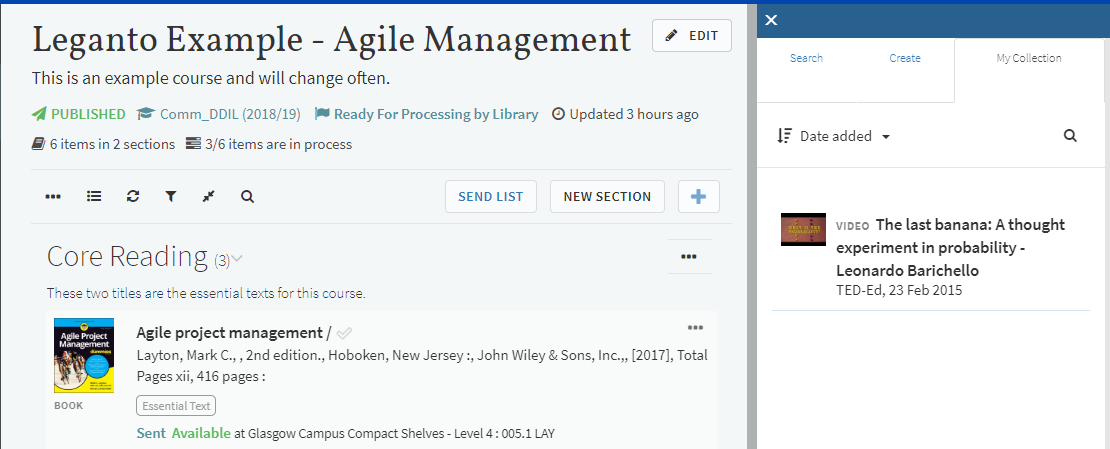 Leganto Example - Agile Management
EDIT
This is an example course and will change often.
PUBLISHED Comm_DDIL (2018/19) Ready For Processing by Library Updated 3 hours ago
6 items in 2 sections 3/6 items are in process
SEND LIST NEW SECTION
Core Reading (3)
These two titles are the essential texts for this course.
Agile Project
Management
dummies
BOOK
Agile project management /
Layton, Mark C., , 2nd edition., Hoboken, New Jersey :, John Wiley & Sons, Inc.,, [2017], Total
Pages xii, 416 pages :
Essential Text
Sent Available at Glasgow Campus Compact Shelves - Level 4 : 005.1 LAY
Search Create My Collection
Date added
VIDEO The last banana: A thought
experiment in probability -
Leonardo Barichello
TED-Ed, 23 Feb 2015